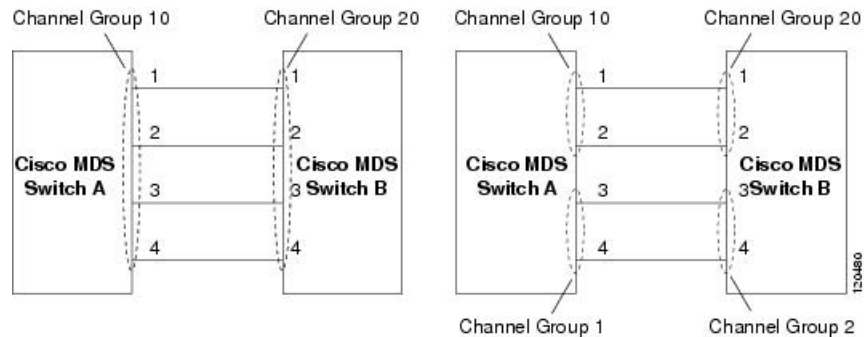 Channel Group 10
Channel Group 20
1
1
2
2
Cisco MDS
Switch A
Cisco MDS
Switch B
3
3
4
4
Channel Group 10
Channel Group 20
1
1
2
2
Cisco MDS
Switch A
Cisco MDS
Switch B
3
3
4
4
Channel Group 1
Channel Group 2
120480